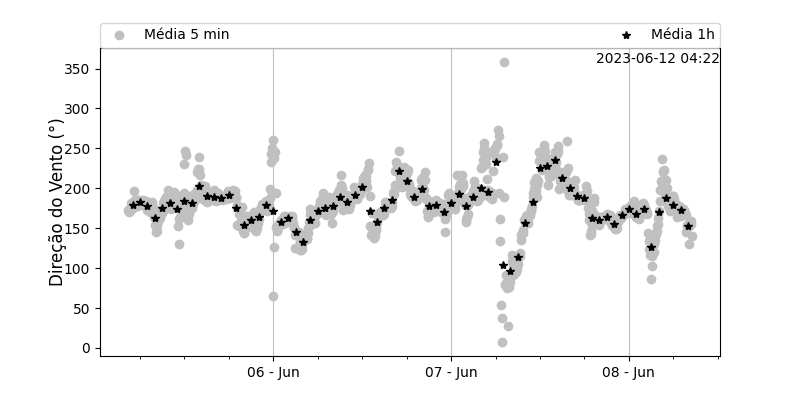 Média 5 min
Média 1h
2023-06-12 04:22
Direção do Vento (°)
350
300
250
200
150
100
50
0
06 - Jun
07 - Jun
08 - Jun